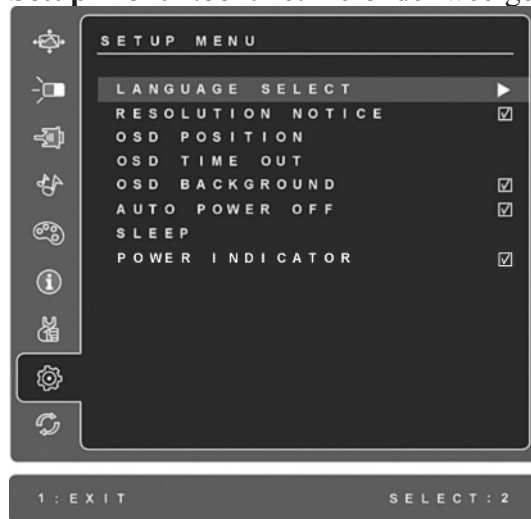 SETUP MENU
LANGUAGE SELECT
RESOLUTION NOTICE
OSD POSITION
OSD TIME OUT
OSD BACKGROUND
AUTO POWER OFF
SLEEP
POWER INDICATOR
1:EXIT SELECT:2